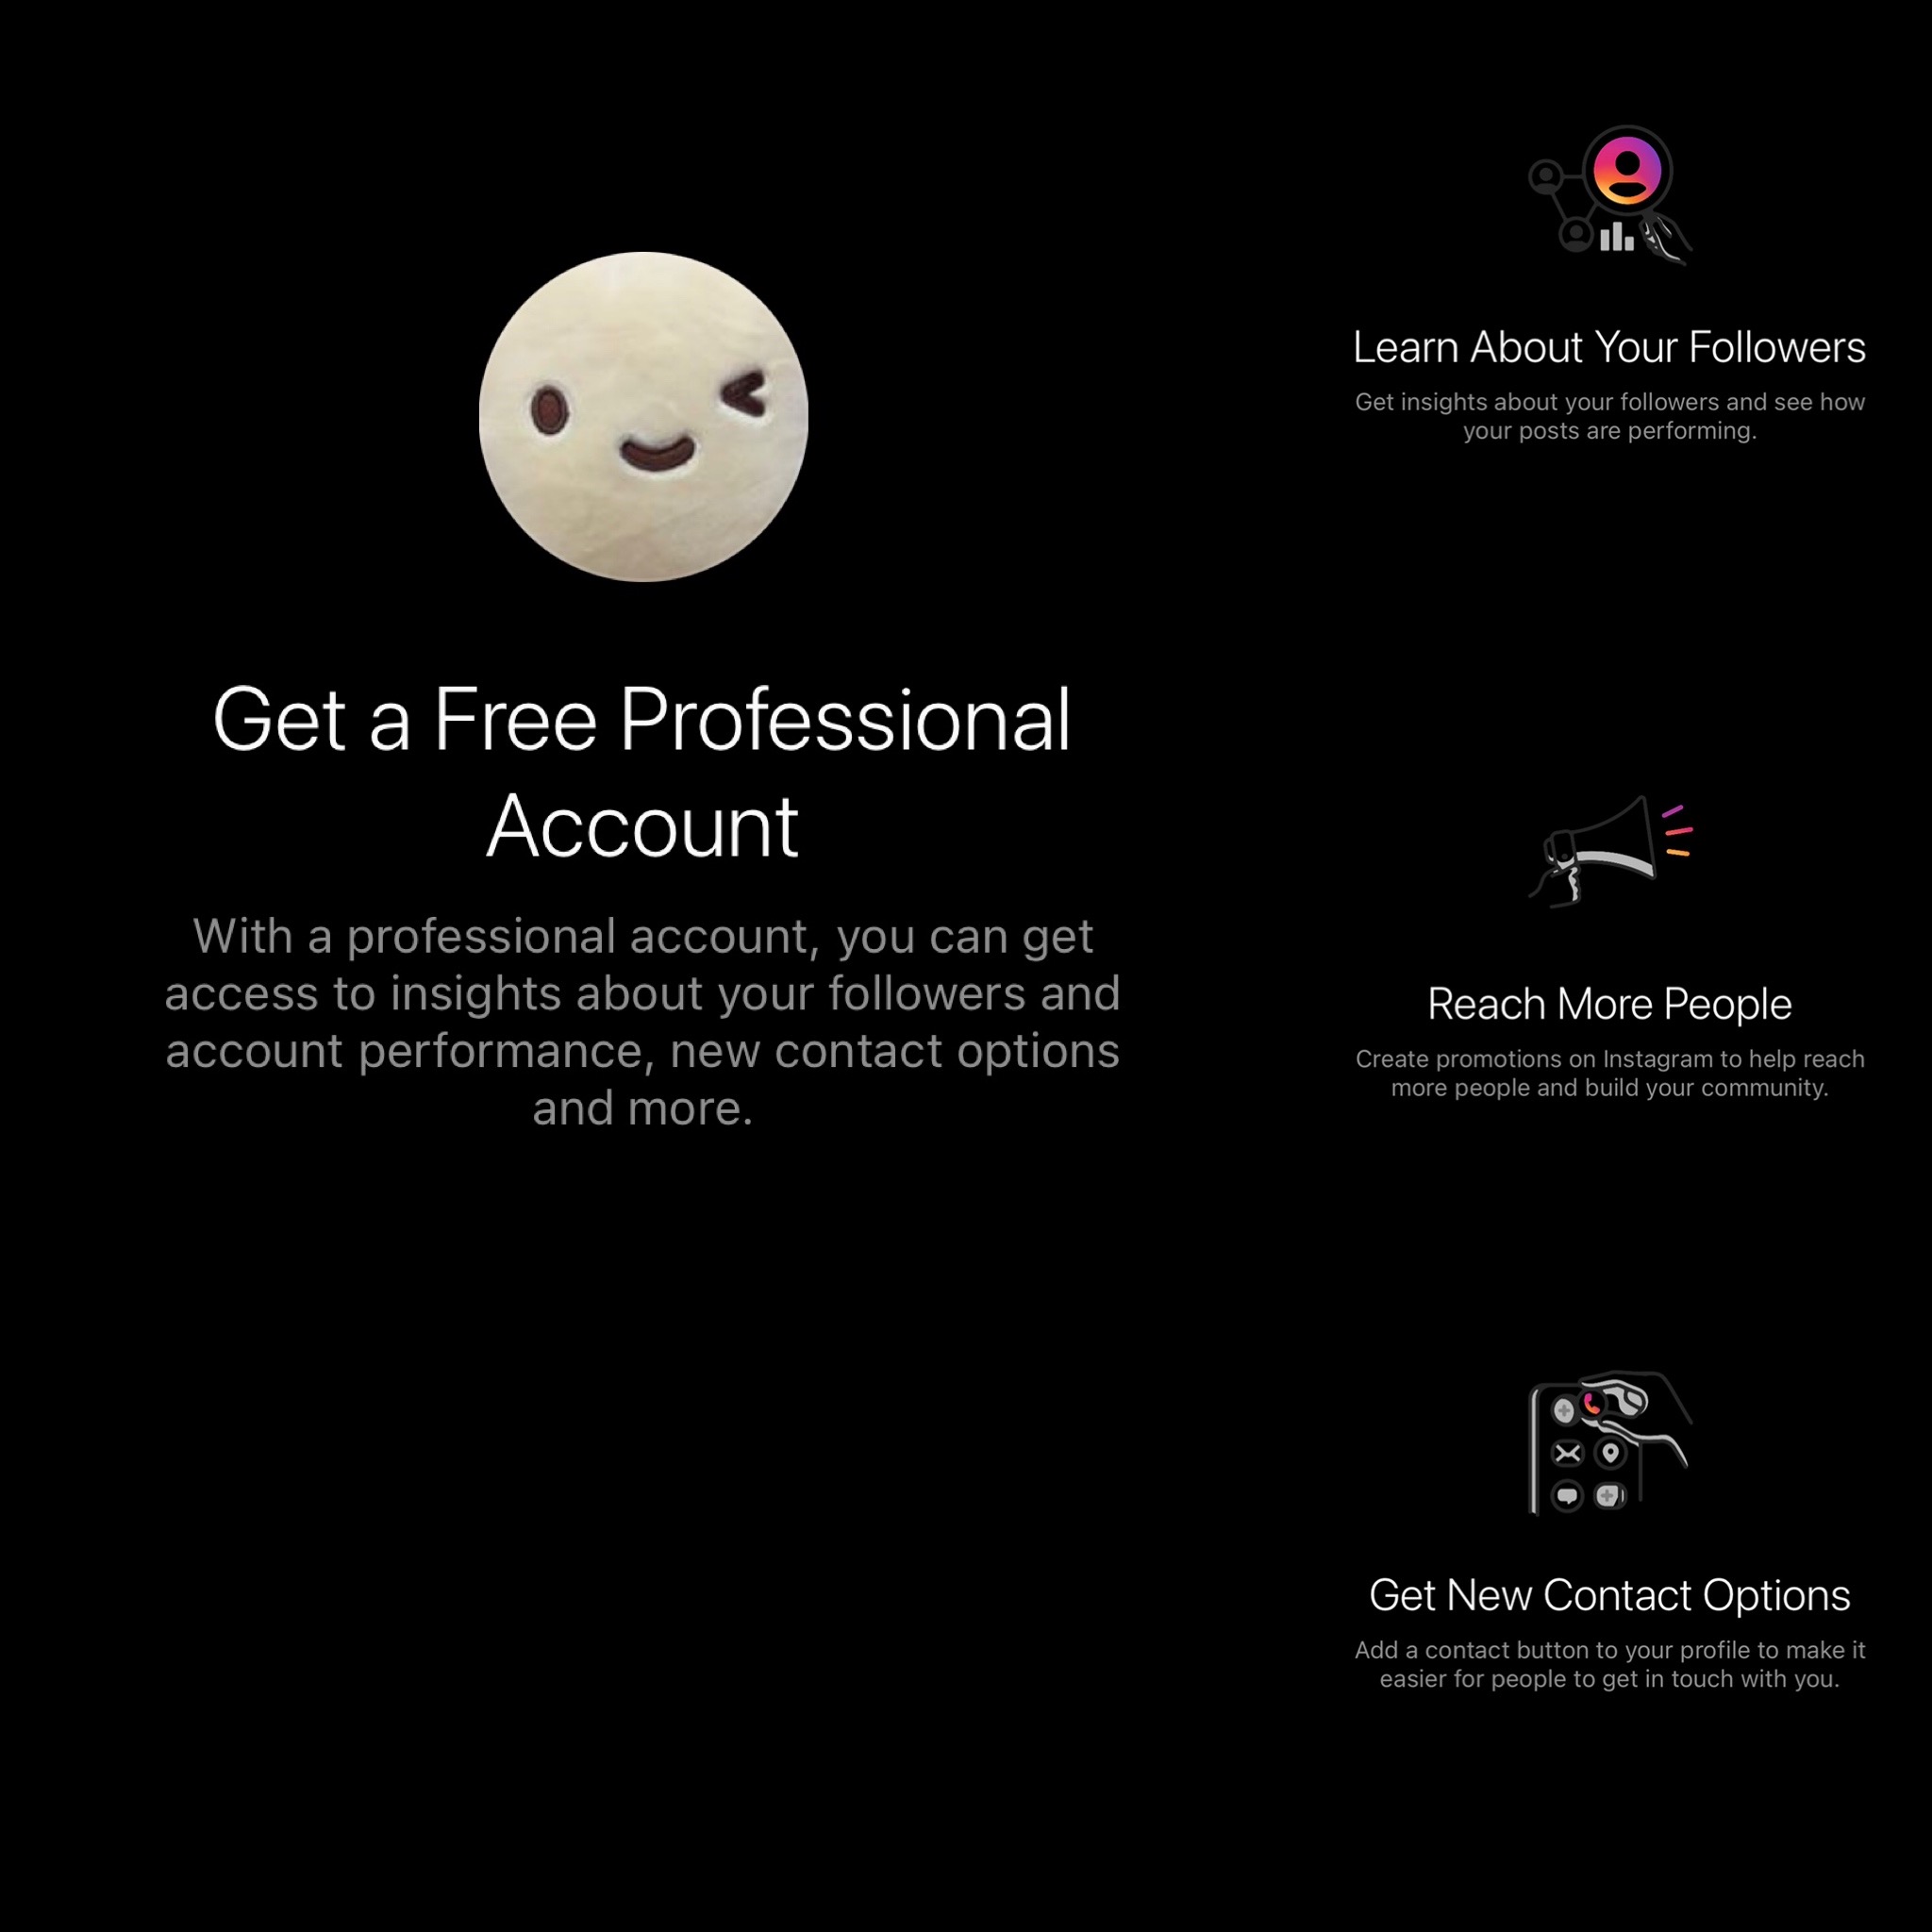 Get a Free Professional
Account
With a professional account, you can get
access to insights about your followers and
account performance, new contact options
and more.
Learn About Your Followers
Get insights about your followers and see how
your posts are performing.
Reach More People
Create promotions on Instagram to help reach
more people and build your community.
Get New Contact Options
Add a contact button to your profile to make it
easier for people to get in touch with you.